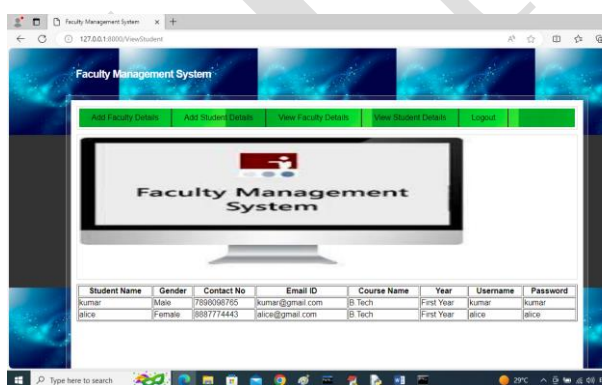 Faculty Management System
127.0.0.1:8000/ViewStudent
Faculty Management System
Add Faculty Details Add Student Details View Faculty Details View Student Details Logout
Faculty Management
System
Student Name Gender Contact No Email ID Course Name Year Username Password
kumar Male 7898098765 kumar@gmail.com B Tech First Year kumar kumar
alice Female 8887774443 alice@gmail.com B Tech First Year alice alice
Type here to search 29°C